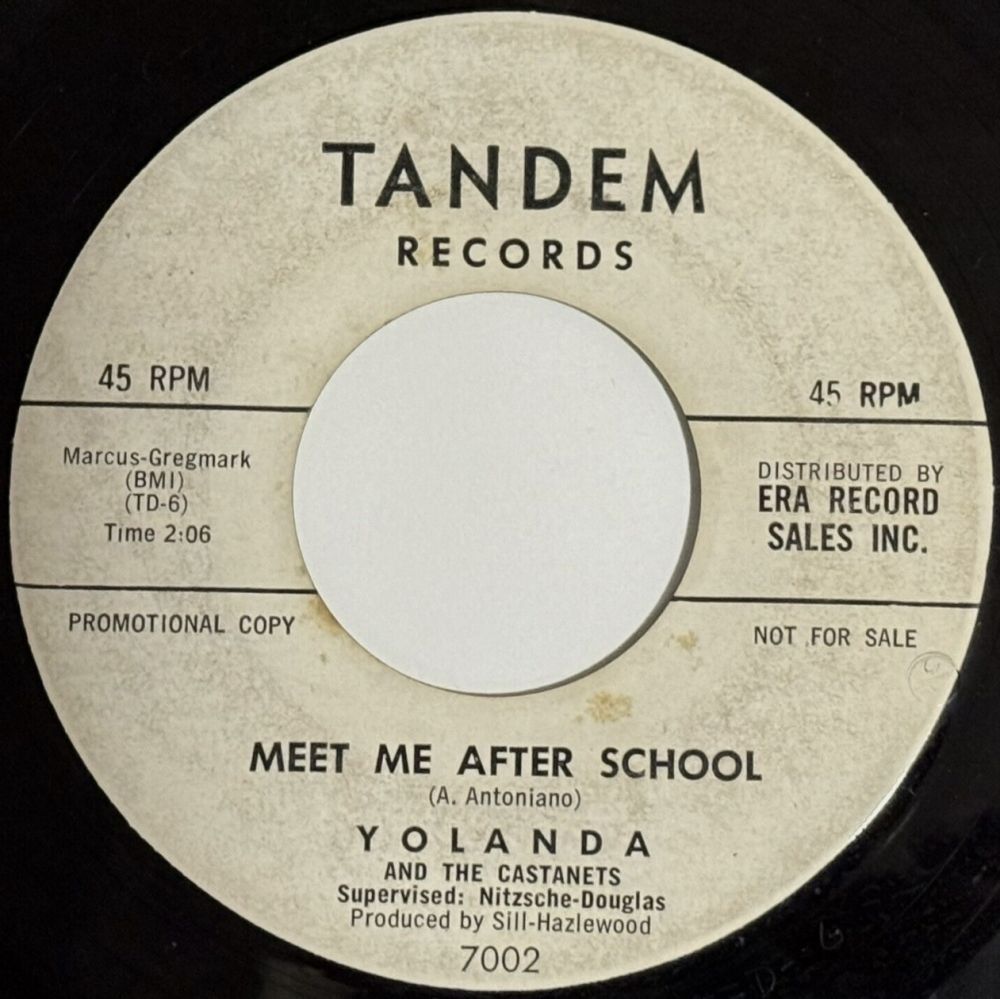 TANDEM
RECORDS
45 RPM
45 RPM
Marcus-Gregmark
(BMI)
(TD-6)
Time 2:06
DISTRIBUTED BY
ERA RECORD
SALES INC.
PROMOTIONAL COPY
NOT FOR SALE
MEET ME AFTER SCHOOL
(A. Antoniano)
YOLANDA
AND THE CASTANETS
Supervised: Nitzsche-Douglas
Produced by Sill-Hazlewood
7002